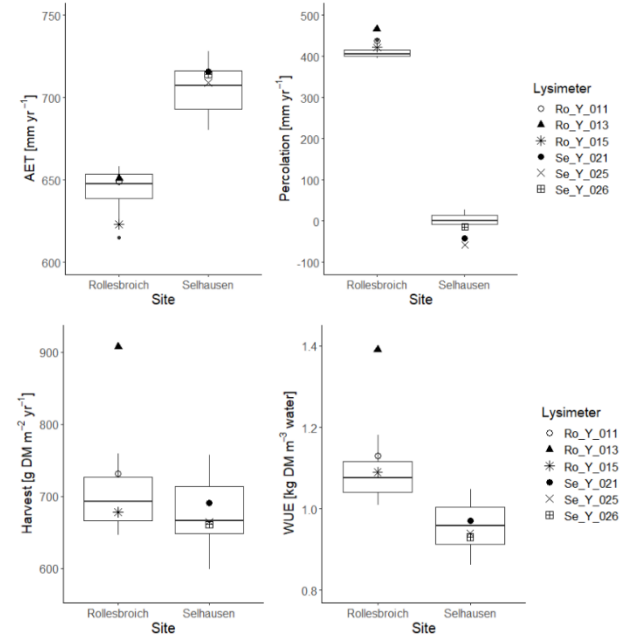 750
700
650
600
AET [mm yr⁻¹]
Rollesbroich Selhausen
Site
500
400
300
200
100
0
-100
Percolation [mm yr⁻¹]
Rollesbroich Selhausen
Site
Lysimeter
Ro_Y_011
Ro_Y_013
Ro_Y_015
Se_Y_021
Se_Y_025
Se_Y_026
900
800
700
600
Harvest [g DM m⁻² yr⁻¹]
Rollesbroich Selhausen
Site
1.4
1.2
1.0
0.8
WUE [kg DM m⁻³ water]
Rollesbroich Selhausen
Site
Lysimeter
Ro_Y_011
Ro_Y_013
Ro_Y_015
Se_Y_021
Se_Y_025
Se_Y_026